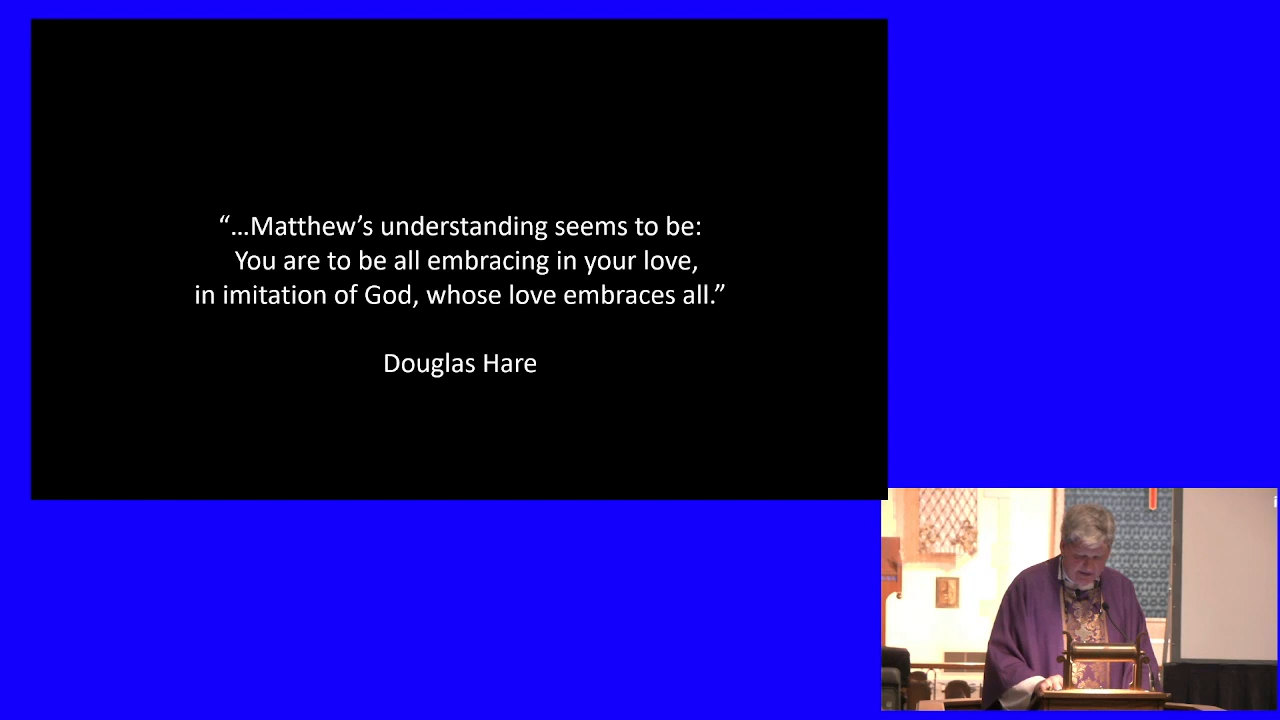 “…Matthew’s understanding seems to be:
You are to be all embracing in your love,
in imitation of God, whose love embraces all.”
Douglas Hare